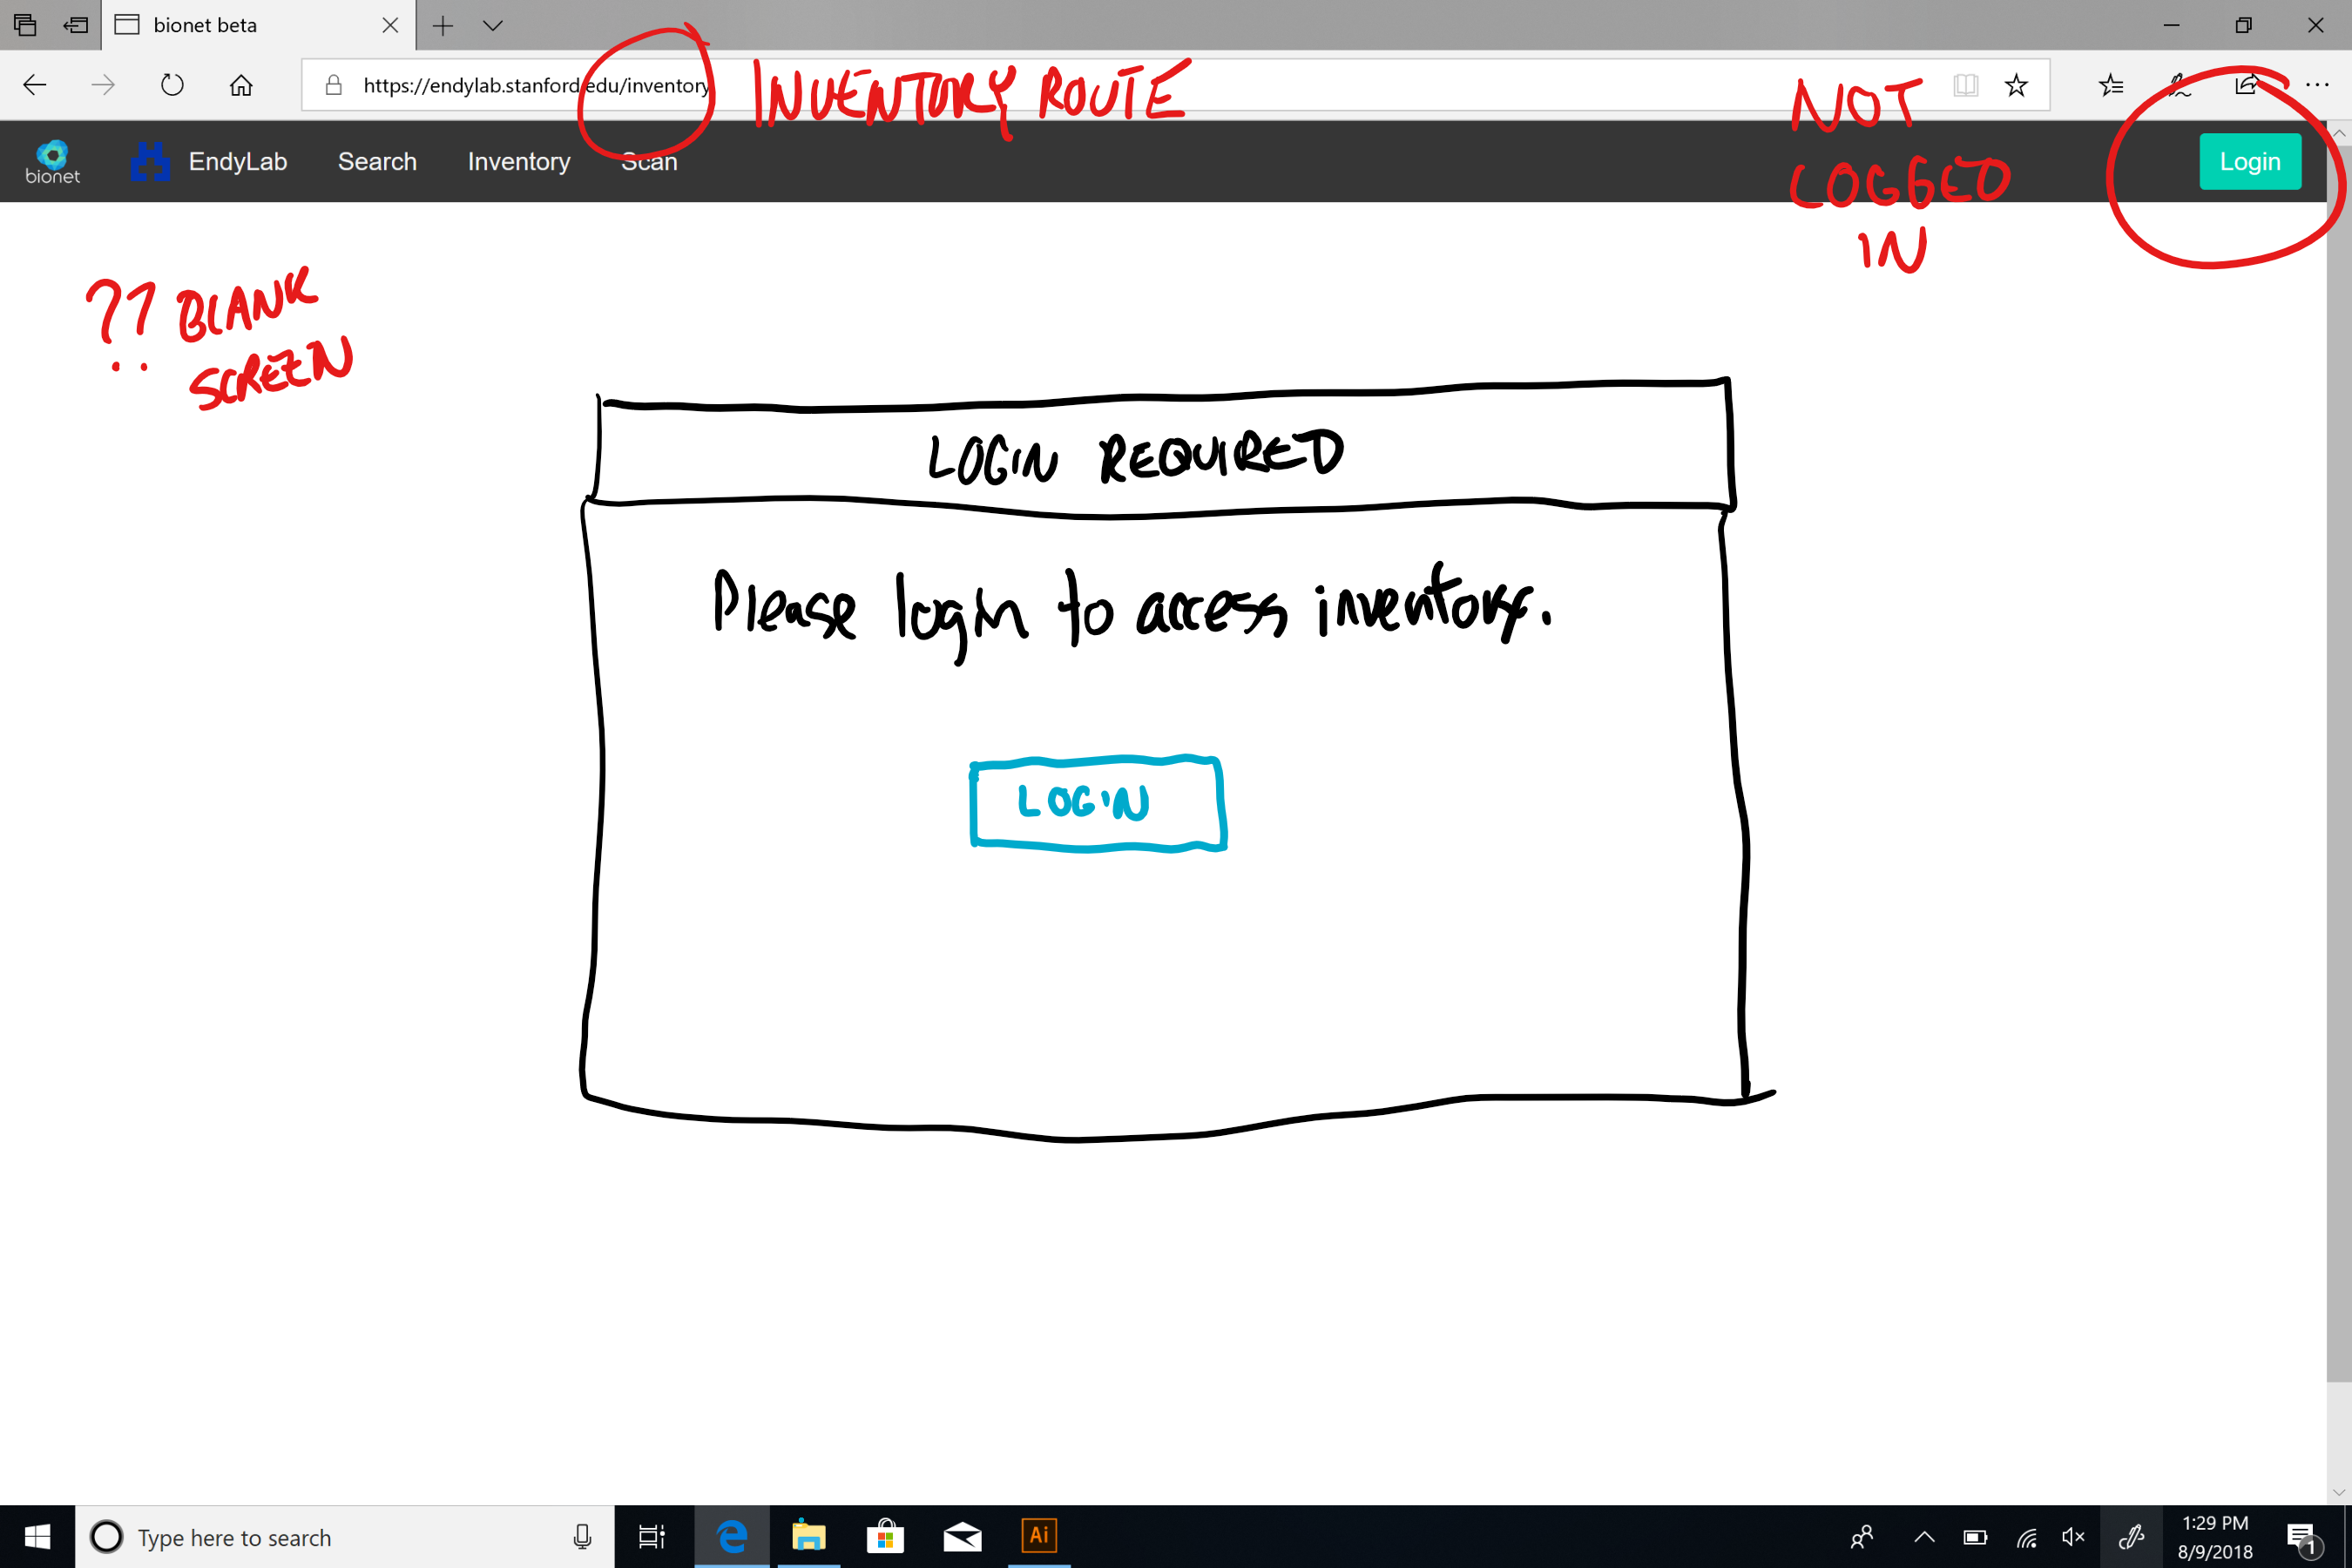 bionet beta
https://endylab.stanford.edu/inventory
INVENTORY ROUTE
NOT
LOGGED
IN
bionet
EndyLab
Search
Inventory
Scan
Login
?? BLANK
SCREEN
LOGIN REQUIRED
Please login to access inventory.
LOGIN
Type here to search
Ai
1:29 PM
8/9/2018
1